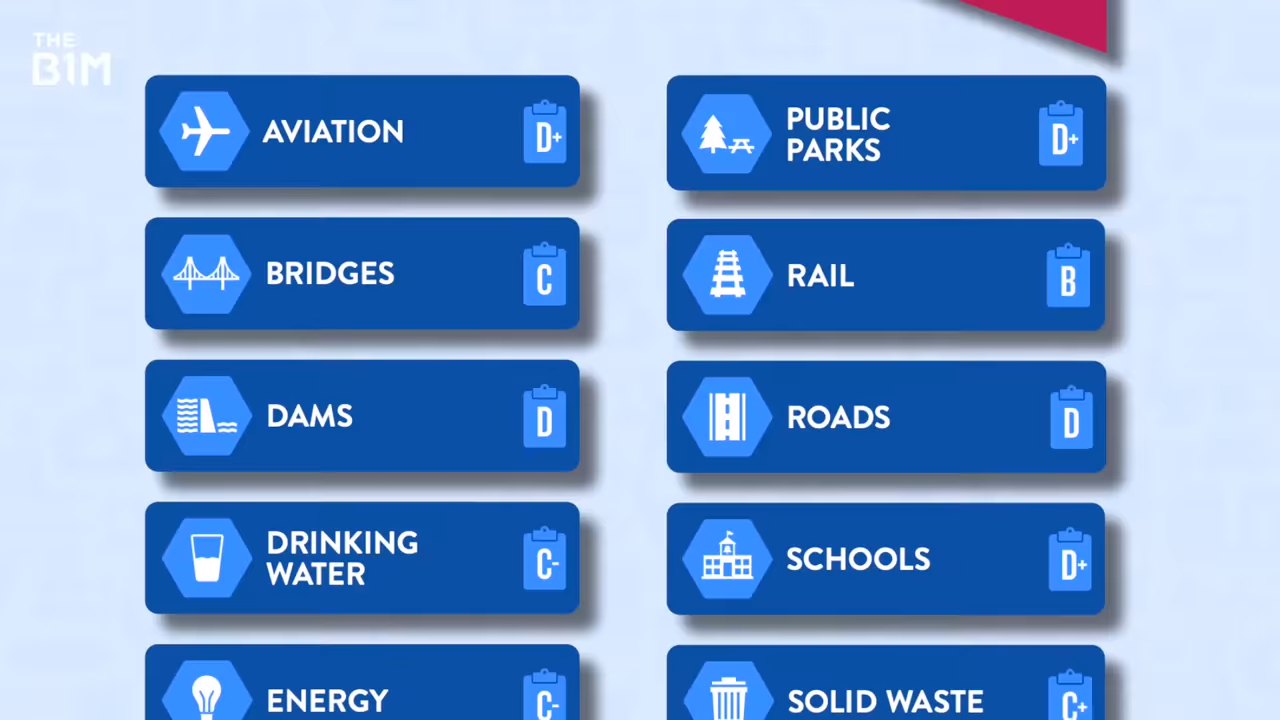 THE
B1M
AVIATION
D+
BRIDGES
C
DAMS
D
DRINKING
WATER
C-
ENERGY
C-
PUBLIC
PARKS
D+
RAIL
B
ROADS
D
SCHOOLS
D+
SOLID WASTE
C+